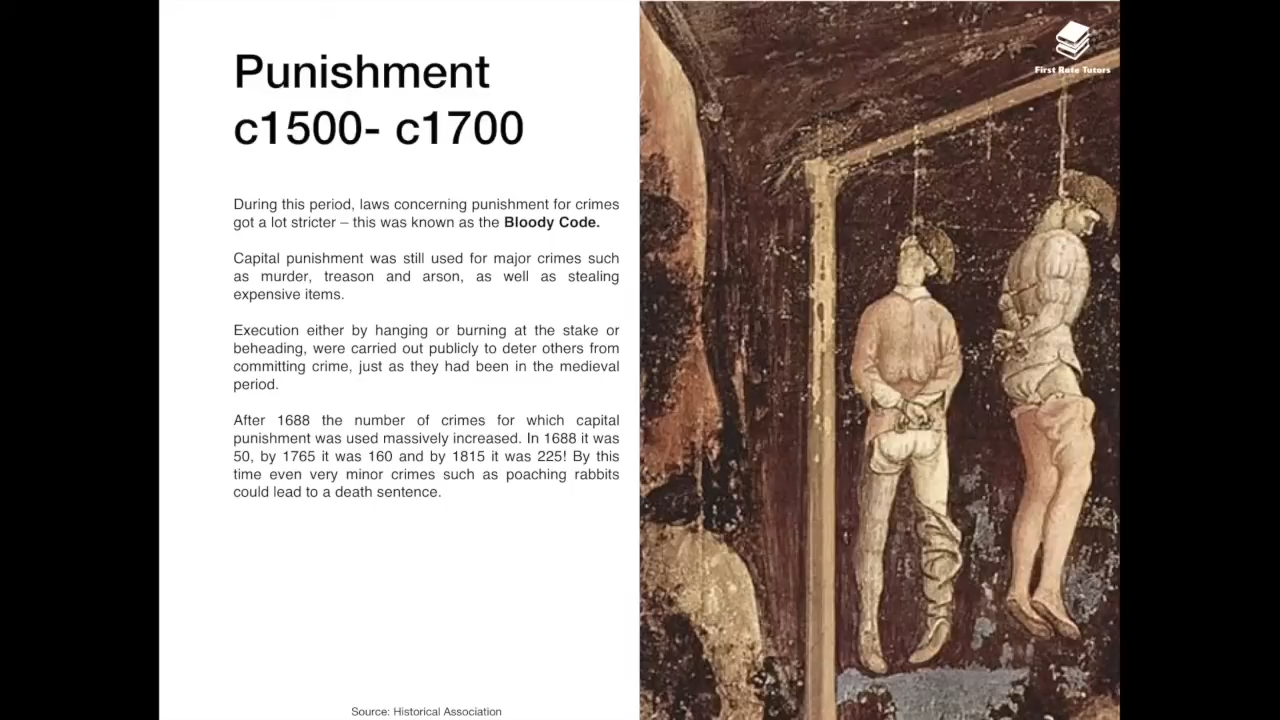 Punishment
c1500- c1700
During this period, laws concerning punishment for crimes
got a lot stricter – this was known as the Bloody Code.
Capital punishment was still used for major crimes such
as murder, treason and arson, as well as stealing
expensive items.
Execution either by hanging or burning at the stake or
beheading, were carried out publicly to deter others from
committing crime, just as they had been in the medieval
period.
After 1688 the number of crimes for which capital
punishment was used massively increased. In 1688 it was
50, by 1765 it was 160 and by 1815 it was 225! By this
time even very minor crimes such as poaching rabbits
could lead to a death sentence.
Source: Historical Association
First Rate Tutors